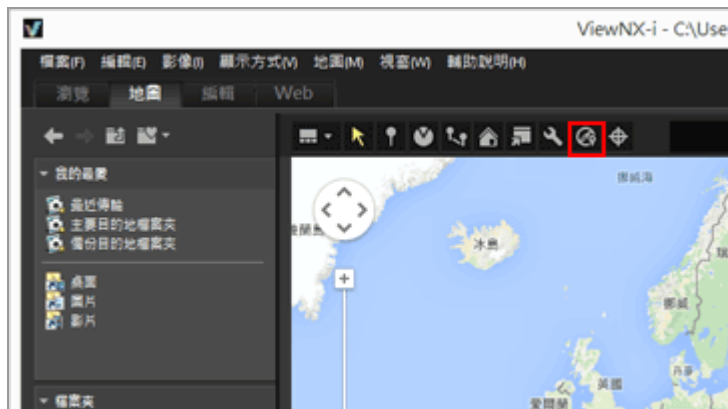 ViewNX-i - C:\Use
檔案(F) 編輯(E) 影像(I) 顯示方式(V) 地圖(M) 視窗(W) 輔助說明(H)
瀏覽 地圖 編輯 Web
我的最愛
最近傳輸
主要目的地檔案夾
備份目的地檔案夾
桌面
圖片
影片
檔案夾
挪威海
冰島
挪威
丹麥
英國
愛爾蘭